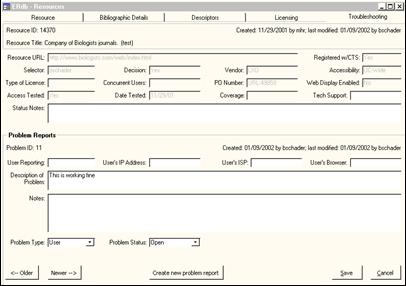 ERdb - Resources
Resource Bibliographic Details Descriptors Licensing Troubleshooting
Resource ID: 14370 Created: 11/29/2001 by mhr; last modified: 01/09/2002 by bschader
Resource Title: Company of Biologists journals. (test)
Resource URL: http://www.biologists.com/web/index.html Registered w/CTS: Yes
Selector: bschader Decision: Yes Vendor: Accessibility: UC-wide
Type of License: Concurrent Users: PO Number: Web Display Enabled: No
Access Tested: Yes Date Tested: 11/29/01 Coverage: Tech Support:
Status Notes:
Problem Reports
Problem ID: 11 Created: 01/09/2002 by bschader; last modified: 01/09/2002 by bschader
User Reporting: User's IP Address: User's ISP: User's Browser:
Description of Problem: This is working fine
Notes:
Problem Type: User Problem Status: Open
<-- Older Newer --> Create new problem report Save Cancel